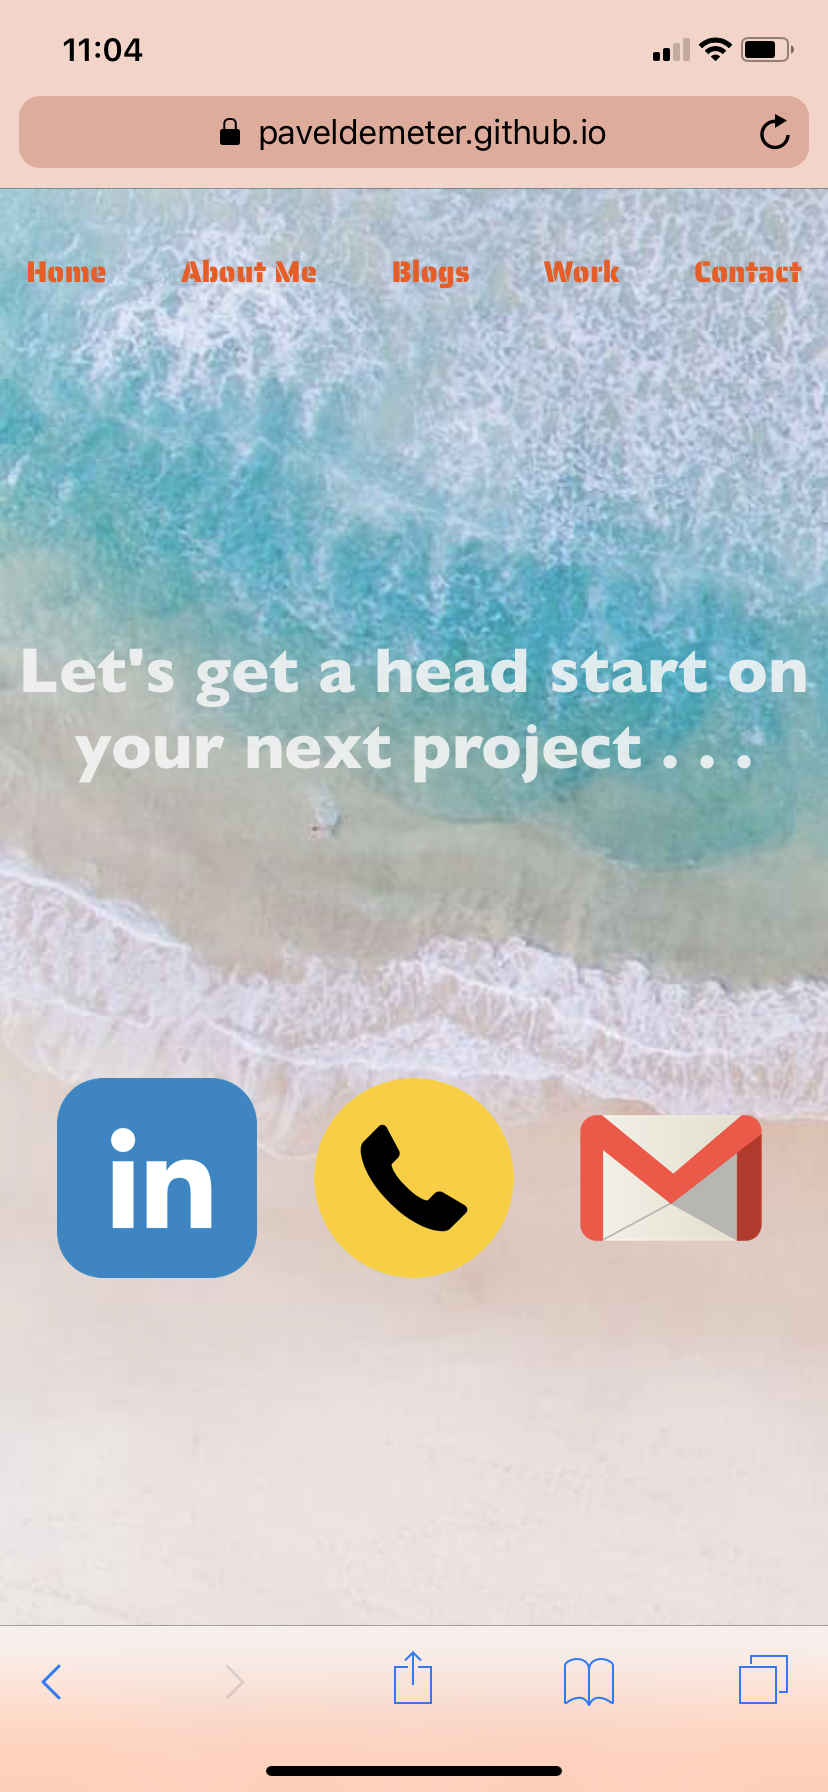 11:04
paveldemeter.github.io
Home About Me Blogs Work Contact
Let's get a head start on
your next project . . .
in